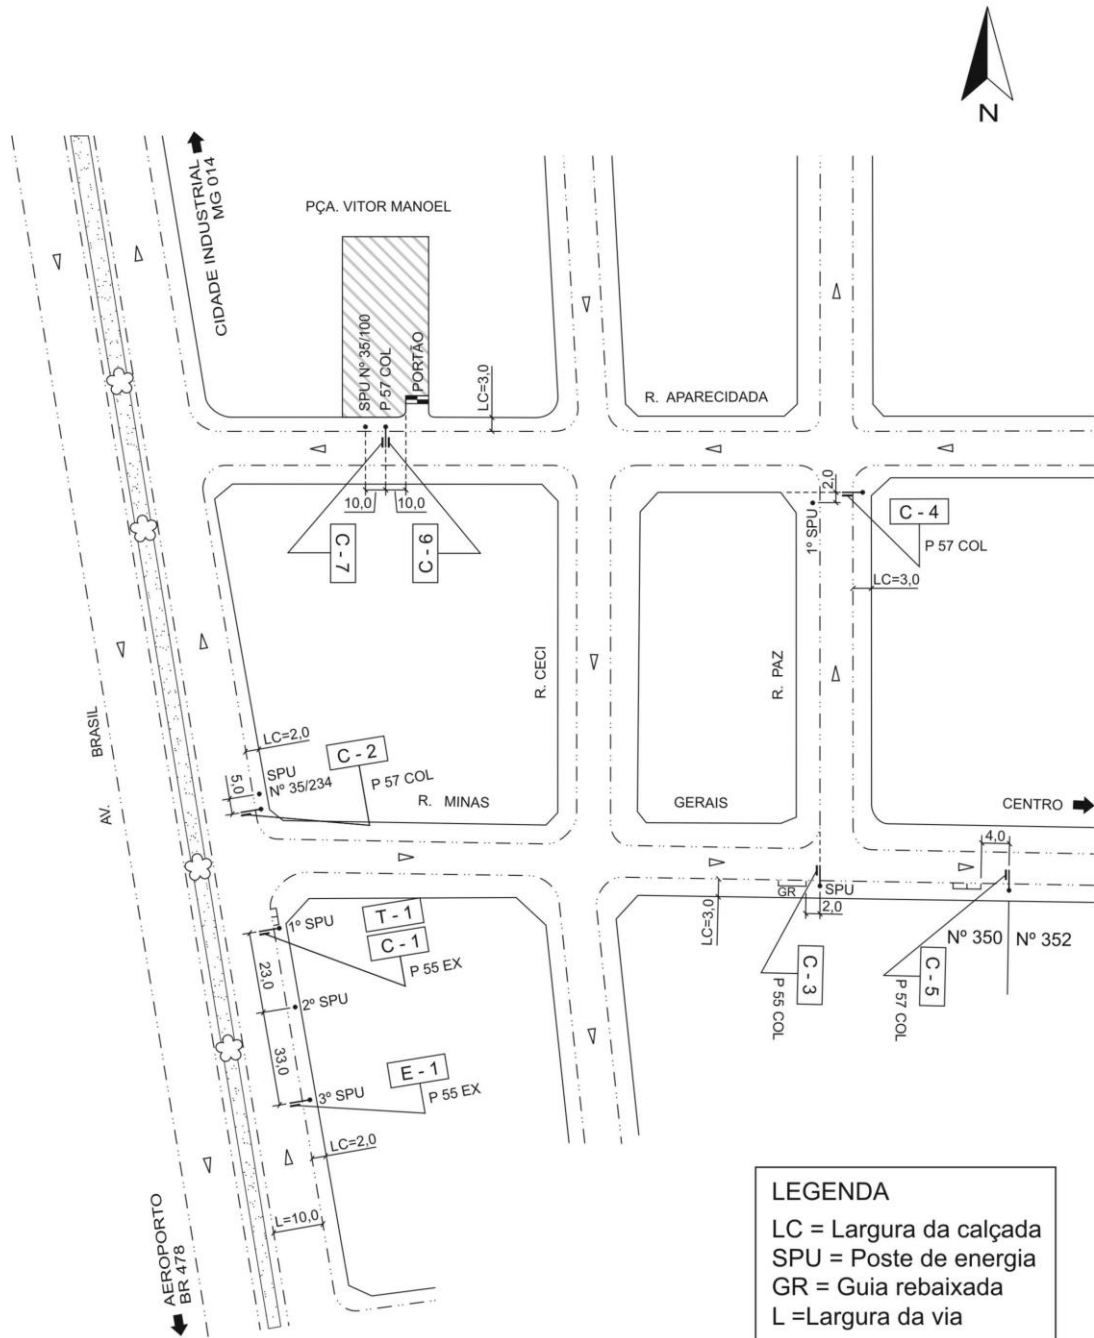 N
CIDADE INDUSTRIAL
MG 014
PÇA. VITOR MANOEL
SPU Nº 35/100
P 57 COL
PORTÃO
LC=3,0
R. APARECIDADA
10,0
10,0
C - 7
C - 6
2,0
1º SPU
C - 4
P 57 COL
LC=3,0
R. CECI
R. PAZ
BRASIL
AV.
LC=2,0
5,0
SPU
Nº 35/234
C - 2
P 57 COL
R. MINAS
GERAIS
CENTRO
4,0
GR
SPU
2,0
LC=3,0
C - 3
P 55 COL
C - 5
P 57 COL
Nº 350
Nº 352
1º SPU
T - 1
C - 1
P 55 EX
23,0
2º SPU
33,0
E - 1
3º SPU
P 55 EX
LC=2,0
L=10,0
AEROPORTO
BR 478
LEGENDA
LC = Largura da calçada
SPU = Poste de energia
GR = Guia rebaixada
L =Largura da via